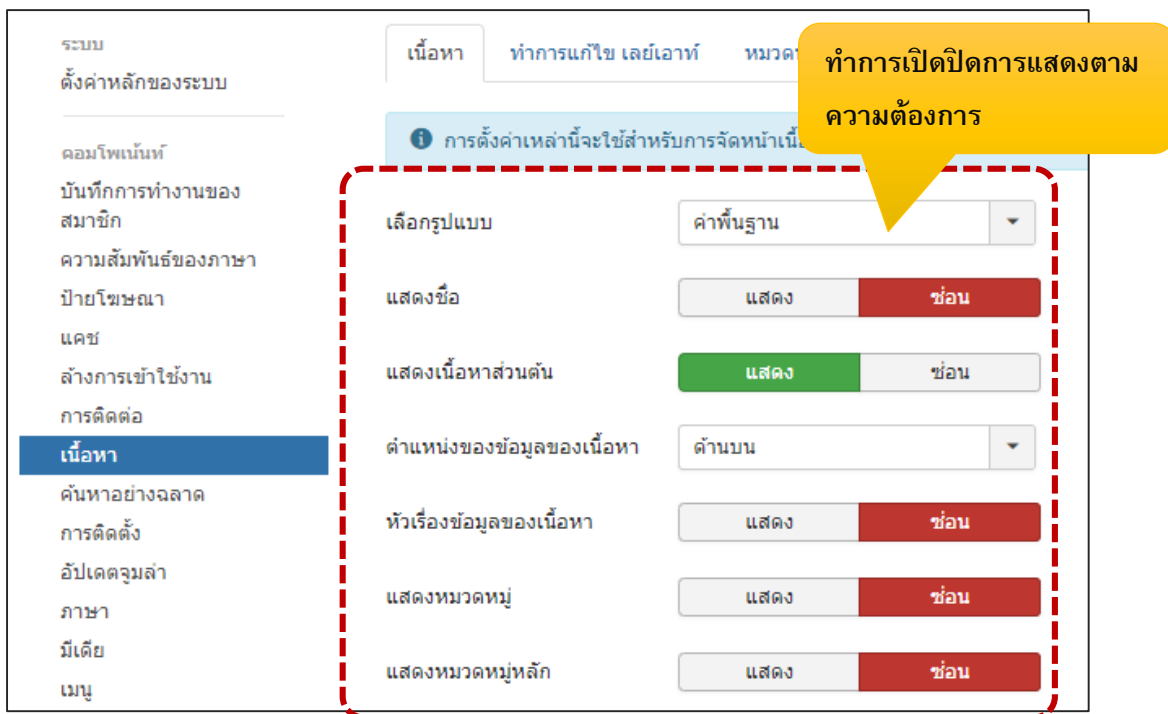 ระบบ
ตั้งค่าหลักของระบบ
คอมโพเน้นท์
บันทึกการทำงานของ
สมาชิก
ความสัมพันธ์ของภาษา
ป้ายโฆษณา
แคช
ล้างการเข้าใช้งาน
การติดต่อ
เนื้อหา
ค้นหาอย่างฉลาด
การติดตั้ง
อัปเดตจูมล่า
ภาษา
มีเดีย
เมนู
เนื้อหา ทำการแก้ไข เลย์เอาท์
ทำการเปิดปิดการแสดงตาม
ความต้องการ
การตั้งค่าเหล่านี้จะใช้สำหรับการจัดหน้า
เลือกรูปแบบ ค่าพื้นฐาน
แสดงชื่อ แสดง ซ่อน
แสดงเนื้อหาส่วนต้น แสดง ซ่อน
ตำแหน่งของข้อมูลของเนื้อหา ด้านบน
หัวเรื่องข้อมูลของเนื้อหา แสดง ซ่อน
แสดงหมวดหมู่ แสดง ซ่อน
แสดงหมวดหมู่หลัก แสดง ซ่อน